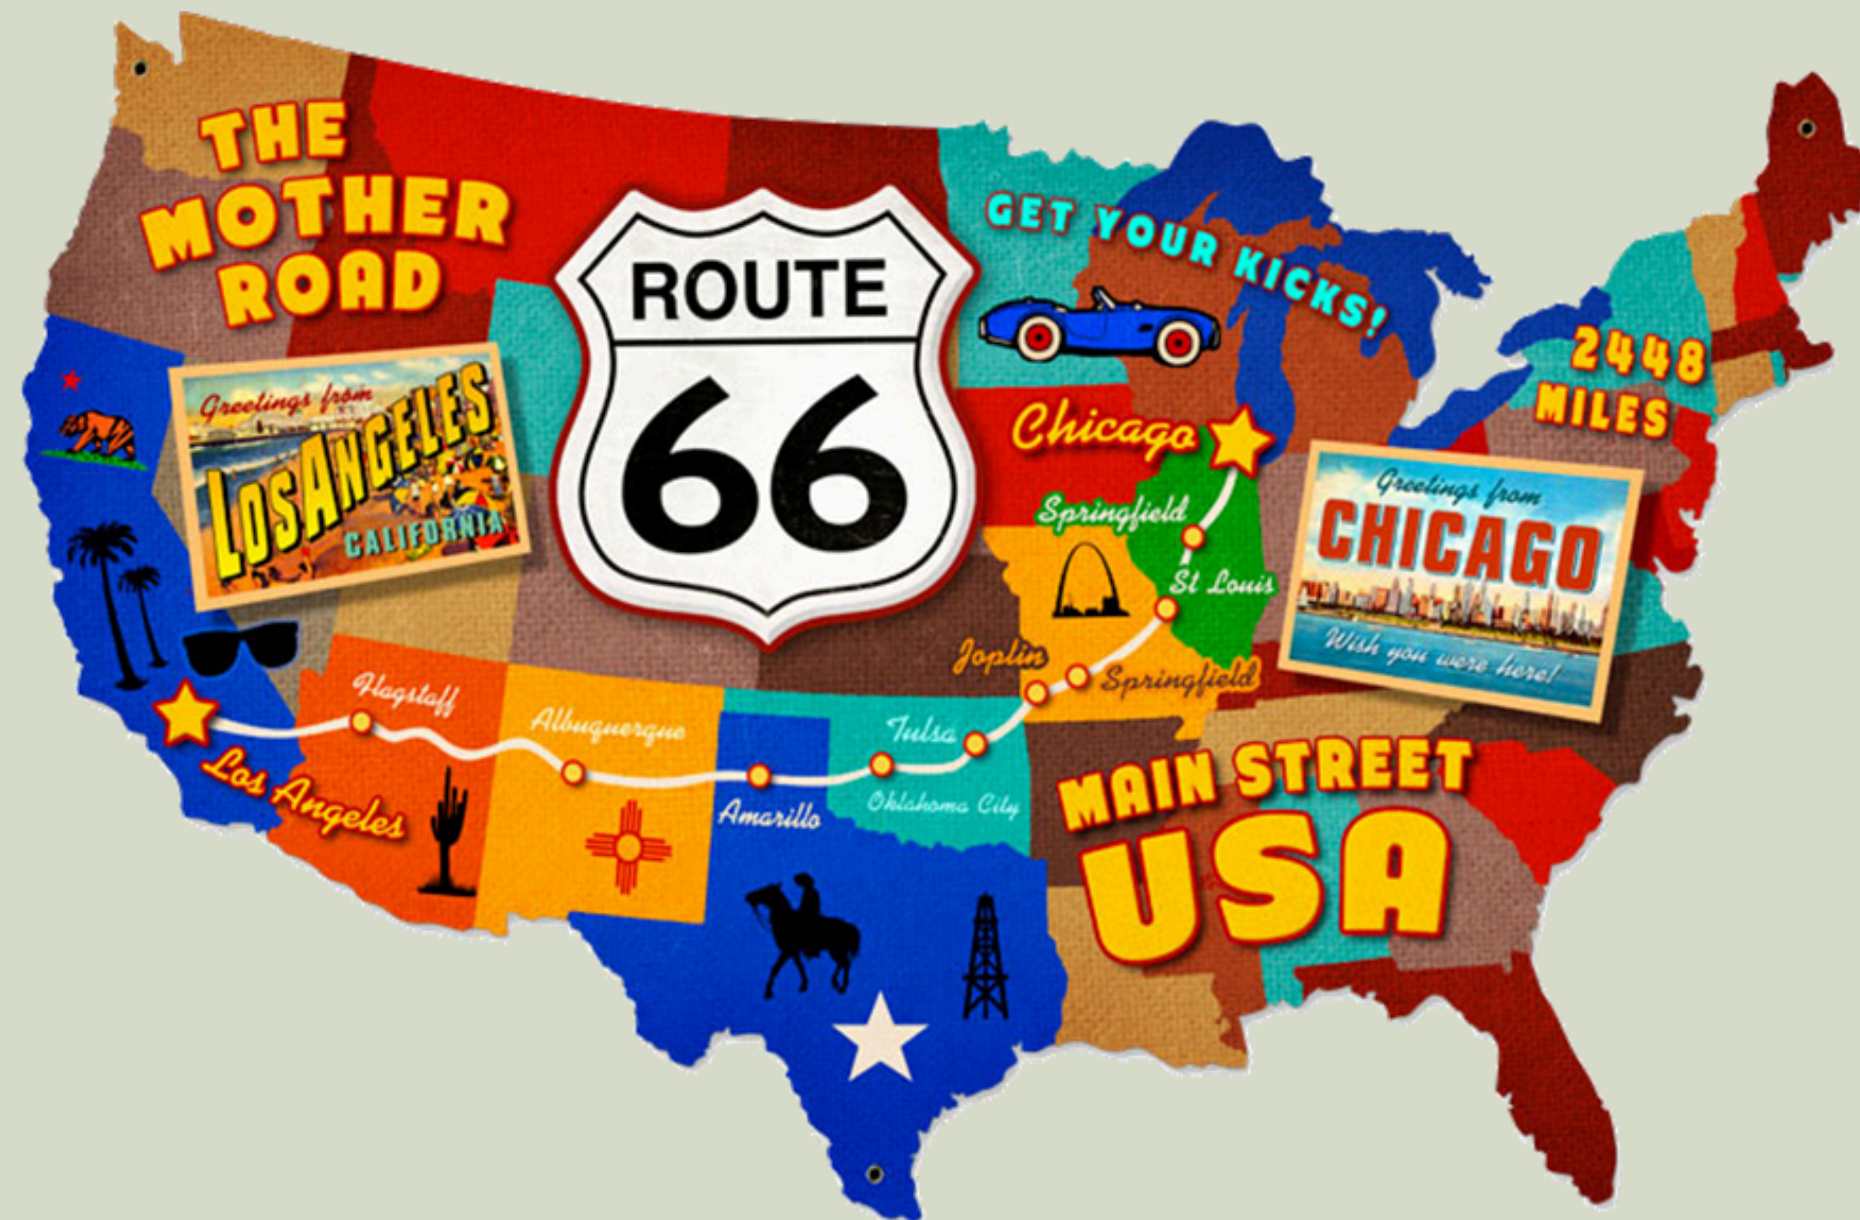 THE
MOTHER
ROAD
ROUTE
66
GET YOUR KICKS!
2448
MILES
Greetings from
LOS ANGELES
CALIFORNIA
Chicago
Greetings from
CHICAGO
Wish you were here!
Springfield
St Louis
Joplin
Springfield
Flagstaff
Albuquerque
Tulsa
Los Angeles
Amarillo
Oklahoma City
MAIN STREET
USA